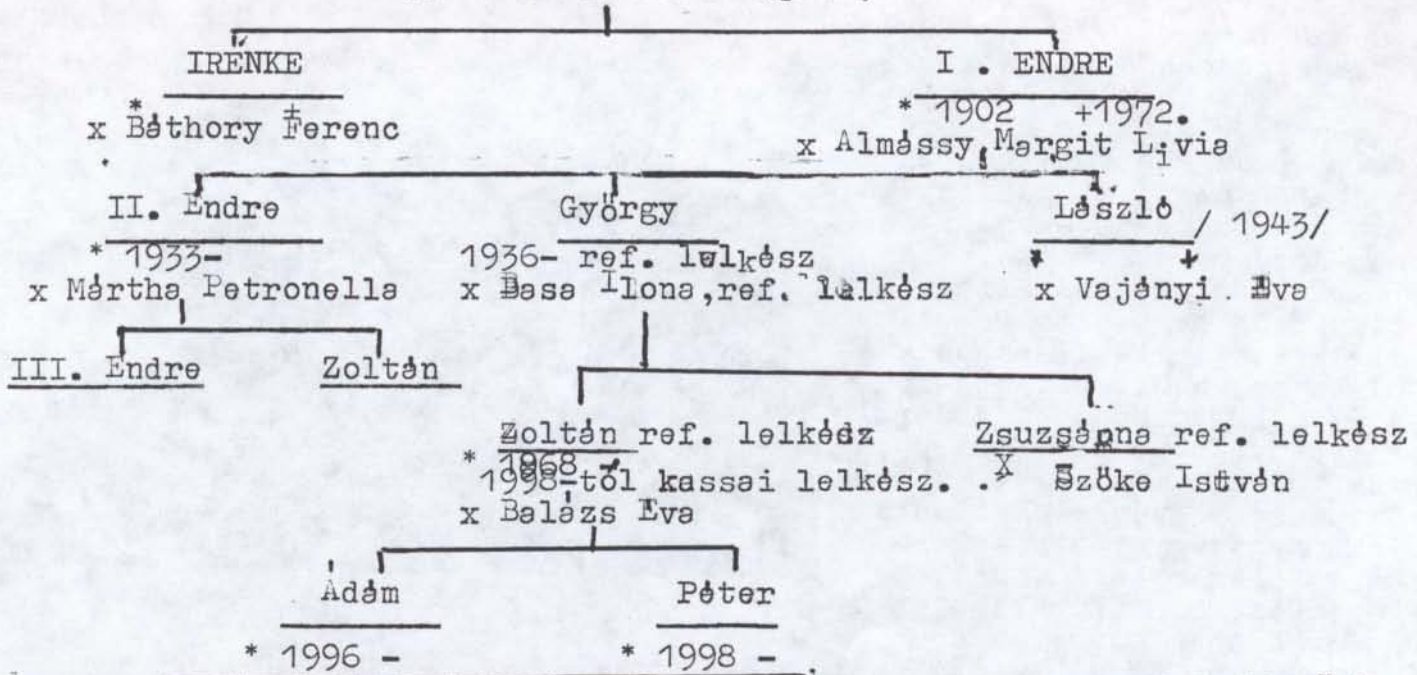 IRENKE I . ENDRE
* + * 1902 +1972.
x Báthory Ferenc x Almássy Margit Livia
II. Endre György László / 1943/
* 1933- 1936- ref. lelkész * +
x Mártha Petronella x Basa Ilona, ref. lelkész x Vajányi Éva
III. Endre Zoltán
Zoltán ref. lelkész Zsuzsánna ref. lelkész
* 1968 - x Szőke István
1998-tól kassai lelkész.
x Balázs Éva
Ádám Péter
* 1996 - * 1998 -